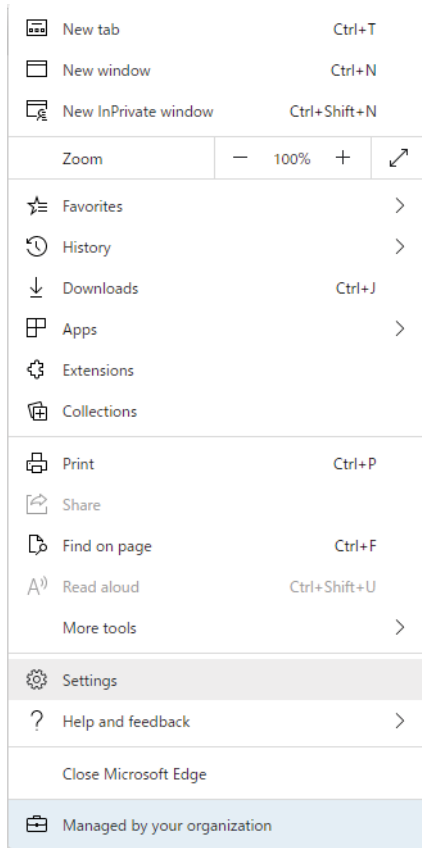 New tab Ctrl+T
New window Ctrl+N
New InPrivate window Ctrl+Shift+N
Zoom — 100% +
Favorites
History
Downloads Ctrl+J
Apps
Extensions
Collections
Print Ctrl+P
Share
Find on page Ctrl+F
Read aloud Ctrl+Shift+U
More tools
Settings
Help and feedback
Close Microsoft Edge
Managed by your organization